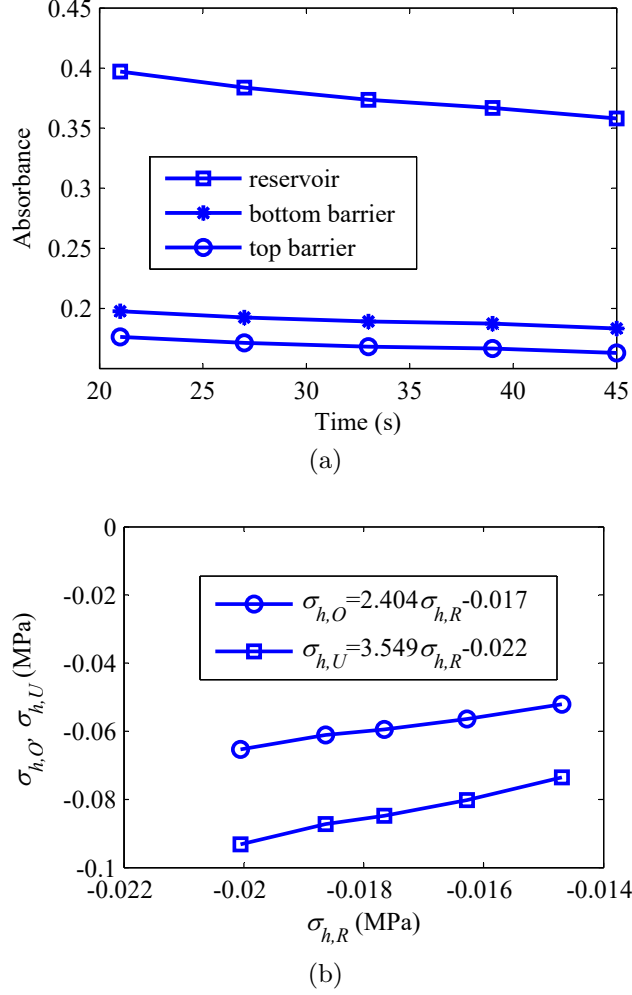 0.45
0.4
0.35
0.3
0.25
0.2
Absorbance
reservoir
bottom barrier
top barrier
20 25 30 35 40 45
Time (s)
(a)
0
-0.02
-0.04
-0.06
-0.08
-0.1
σh,O, σh,U (MPa)
σh,O=2.404σh,R-0.017
σh,U=3.549σh,R-0.022
-0.022 -0.02 -0.018 -0.016 -0.014
σh,R (MPa)
(b)